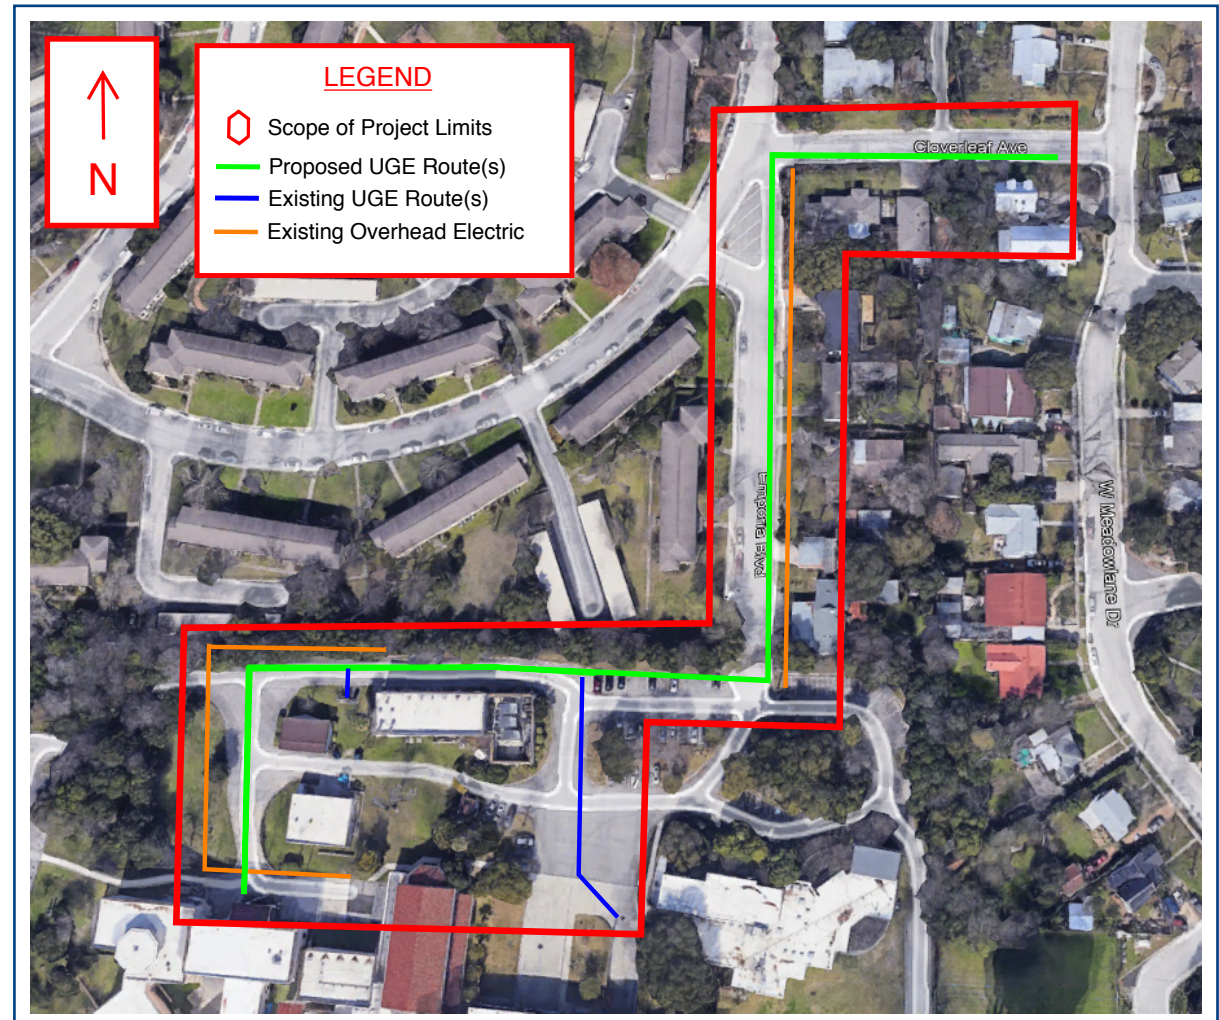 N
LEGEND
Scope of Project Limits
Proposed UGE Route(s)
Existing UGE Route(s)
Existing Overhead Electric
Cloverleaf Ave
Emporia Blvd
W Meadowlane Dr